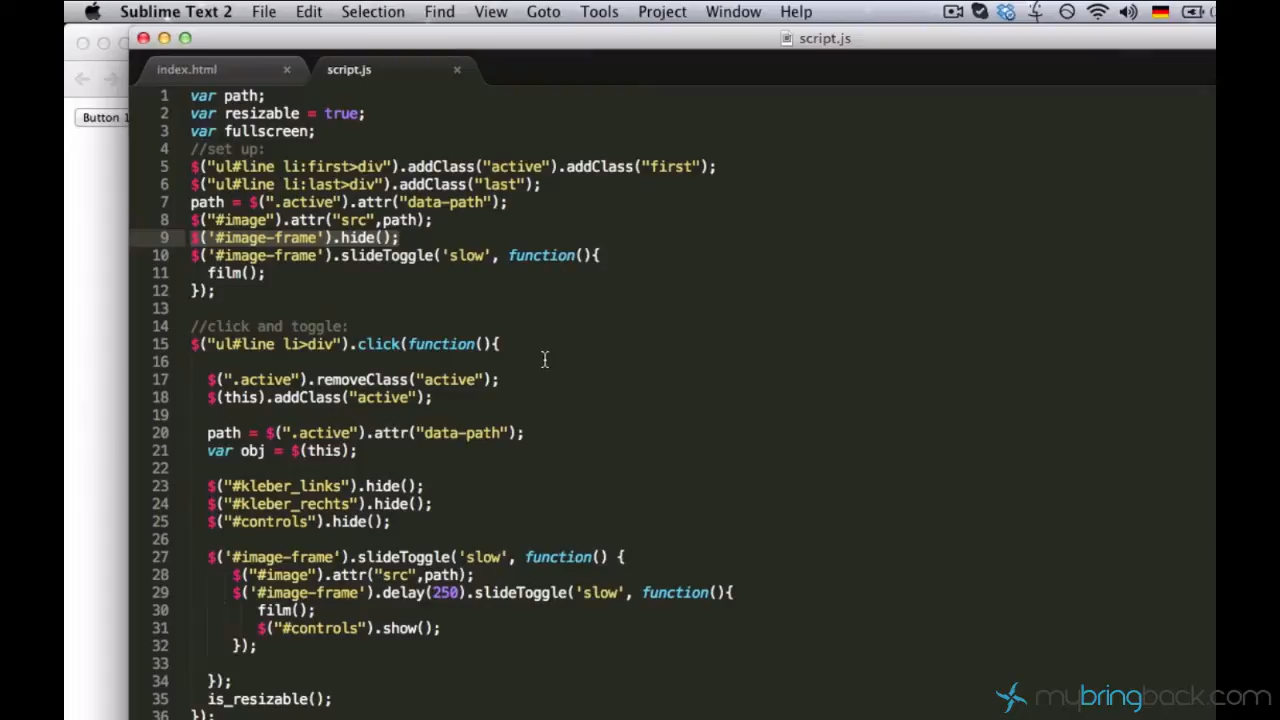 Sublime Text 2 File Edit Selection Find View Goto Tools Project Window Help
script.js
index.html script.js
Button 1
1 var path;
2 var resizable = true;
3 var fullscreen;
4 //set up:
5 $("ul#line li:first>div").addClass("active").addClass("first");
6 $("ul#line li:last>div").addClass("last");
7 path = $(".active").attr("data-path");
8 $("#image").attr("src",path);
9 $('#image-frame').hide();
10 $('#image-frame').slideToggle('slow', function(){
11 film();
12 });
13
14 //click and toggle:
15 $("ul#line li>div").click(function(){
16
17 $(".active").removeClass("active");
18 $(this).addClass("active");
19
20 path = $(".active").attr("data-path");
21 var obj = $(this);
22
23 $("#kleber_links").hide();
24 $("#kleber_rechts").hide();
25 $("#controls").hide();
26
27 $('#image-frame').slideToggle('slow', function() {
28 $("#image").attr("src",path);
29 $('#image-frame').delay(250).slideToggle('slow', function(){
30 film();
31 $("#controls").show();
32 });
33
34 });
35 is_resizable();
36 });
mybringback.com